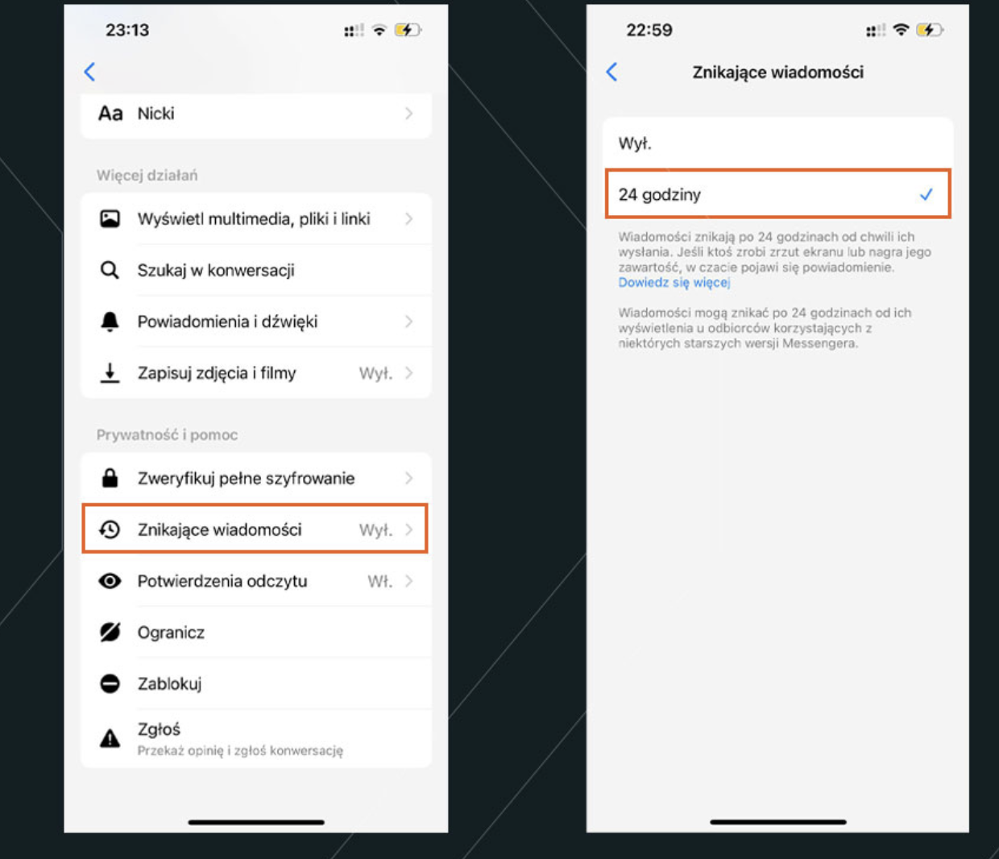 23:13
Aa Nicki
Więcej działań
Wyświetl multimedia, pliki i linki
Szukaj w konwersacji
Powiadomienia i dźwięki
Zapisuj zdjęcia i filmy Wył.
Prywatność i pomoc
Zweryfikuj pełne szyfrowanie
Znikające wiadomości Wył.
Potwierdzenia odczytu Wł.
Ogranicz
Zablokuj
Zgłoś
Przekaż opinię i zgłoś konwersację
22:59
Znikające wiadomości
Wył.
24 godziny
Wiadomości znikają po 24 godzinach od chwili ich
wysłania. Jeśli ktoś zrobi zrzut ekranu lub nagra jego
zawartość, w czacie pojawi się powiadomienie.
Dowiedz się więcej
Wiadomości mogą znikać po 24 godzinach od ich
wyświetlenia u odbiorców korzystających z
niektórych starszych wersji Messengera.